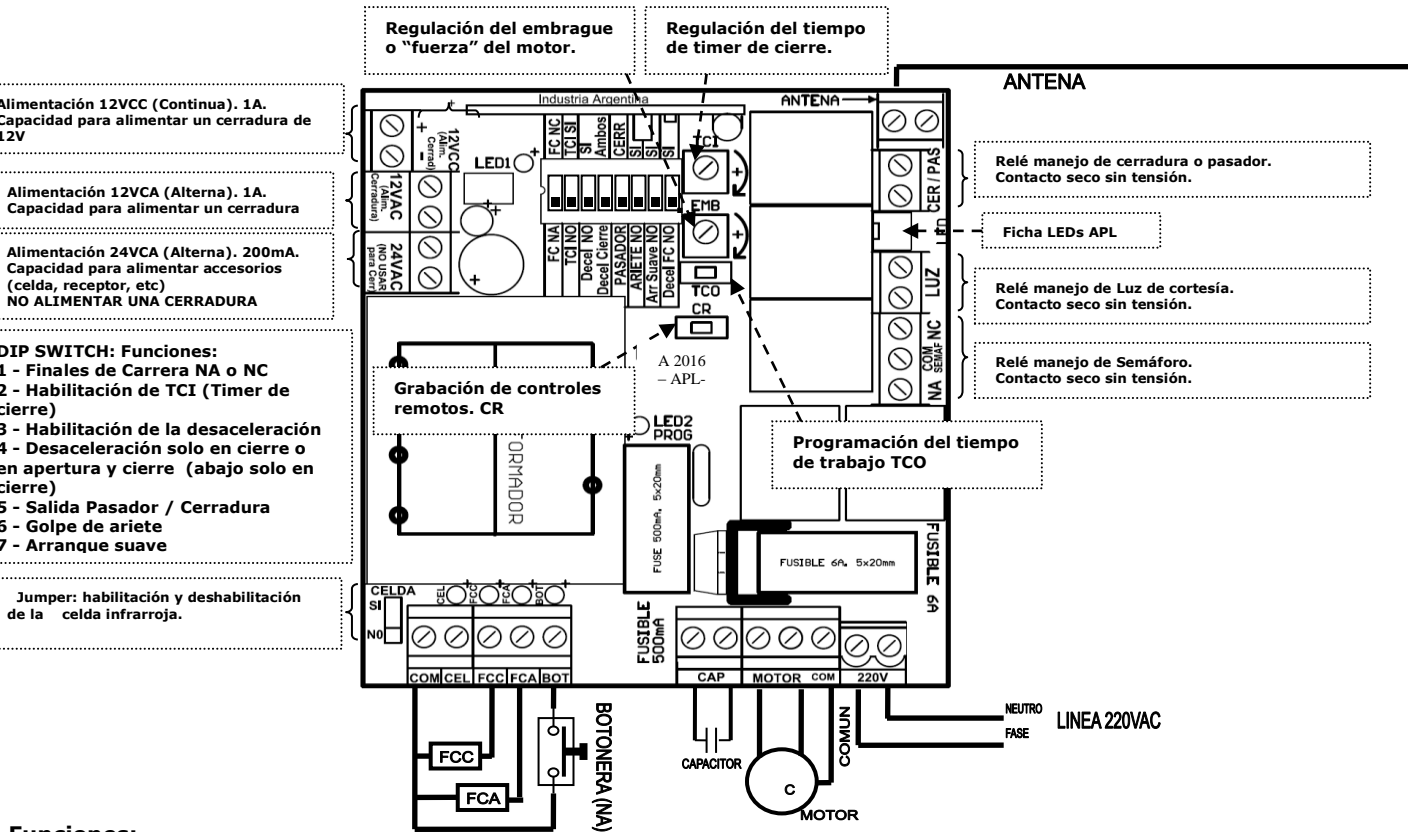 Regulación del embrague
o “fuerza” del motor.
Regulación del tiempo
de timer de cierre.
ANTENA
Alimentación 12VCC (Continua). 1A.
Capacidad para alimentar un cerradura de
12V
Alimentación 12VCA (Alterna). 1A.
Capacidad para alimentar un cerradura
Alimentación 24VCA (Alterna). 200mA.
Capacidad para alimentar accesorios
(celda, receptor, etc)
NO ALIMENTAR UNA CERRADURA
DIP SWITCH: Funciones:
1 - Finales de Carrera NA o NC
2 - Habilitación de TCI (Timer de
cierre)
3 - Habilitación de la desaceleración
4 - Desaceleración solo en cierre o
en apertura y cierre (abajo solo en
cierre)
5 - Salida Pasador / Cerradura
6 - Golpe de ariete
7 - Arranque suave
Jumper: habilitación y deshabilitación
de la celda infrarroja.
Industria Argentina
ANTENA
+
-
12VCC
(Alim.
Cerrad)
12VAC
(Alim.
Cerradura)
24VAC
(NO USAR
para Cerr)
LED1
FC NC
TCI SI
SI
Ambos
CERR
SI
SI
SI
FC NA
TCI NO
Decel NO
Decel Cierre
PASADOR
ARIETE NO
Arr Suave NO
Decel FC NO
TCI
+
EMB
+
TCO
CR
A 2016
– APL-
Grabación de controles
remotos. CR
LED2
PROG
Programación del tiempo
de trabajo TCO
CER / PAS
LED
LUZ
NC
COM
SEMAF
NA
Relé manejo de cerradura o pasador.
Contacto seco sin tensión.
Ficha LEDs APL
Relé manejo de Luz de cortesía.
Contacto seco sin tensión.
Relé manejo de Semáforo.
Contacto seco sin tensión.
FORMADOR
FUSE 500mA. 5x20mm
FUSIBLE 6A. 5x20mm
FUSIBLE 6A
FUSIBLE
500mA
CELDA
SI
NO
CEL
FCC
FCA
BOT
COM CEL FCC FCA BOT
CAP
MOTOR COM
220V
FCC
FCA
BOTONERA (NA)
CAPACITOR
C
MOTOR
COMUN
NEUTRO
FASE
LINEA 220VAC
Funciones: